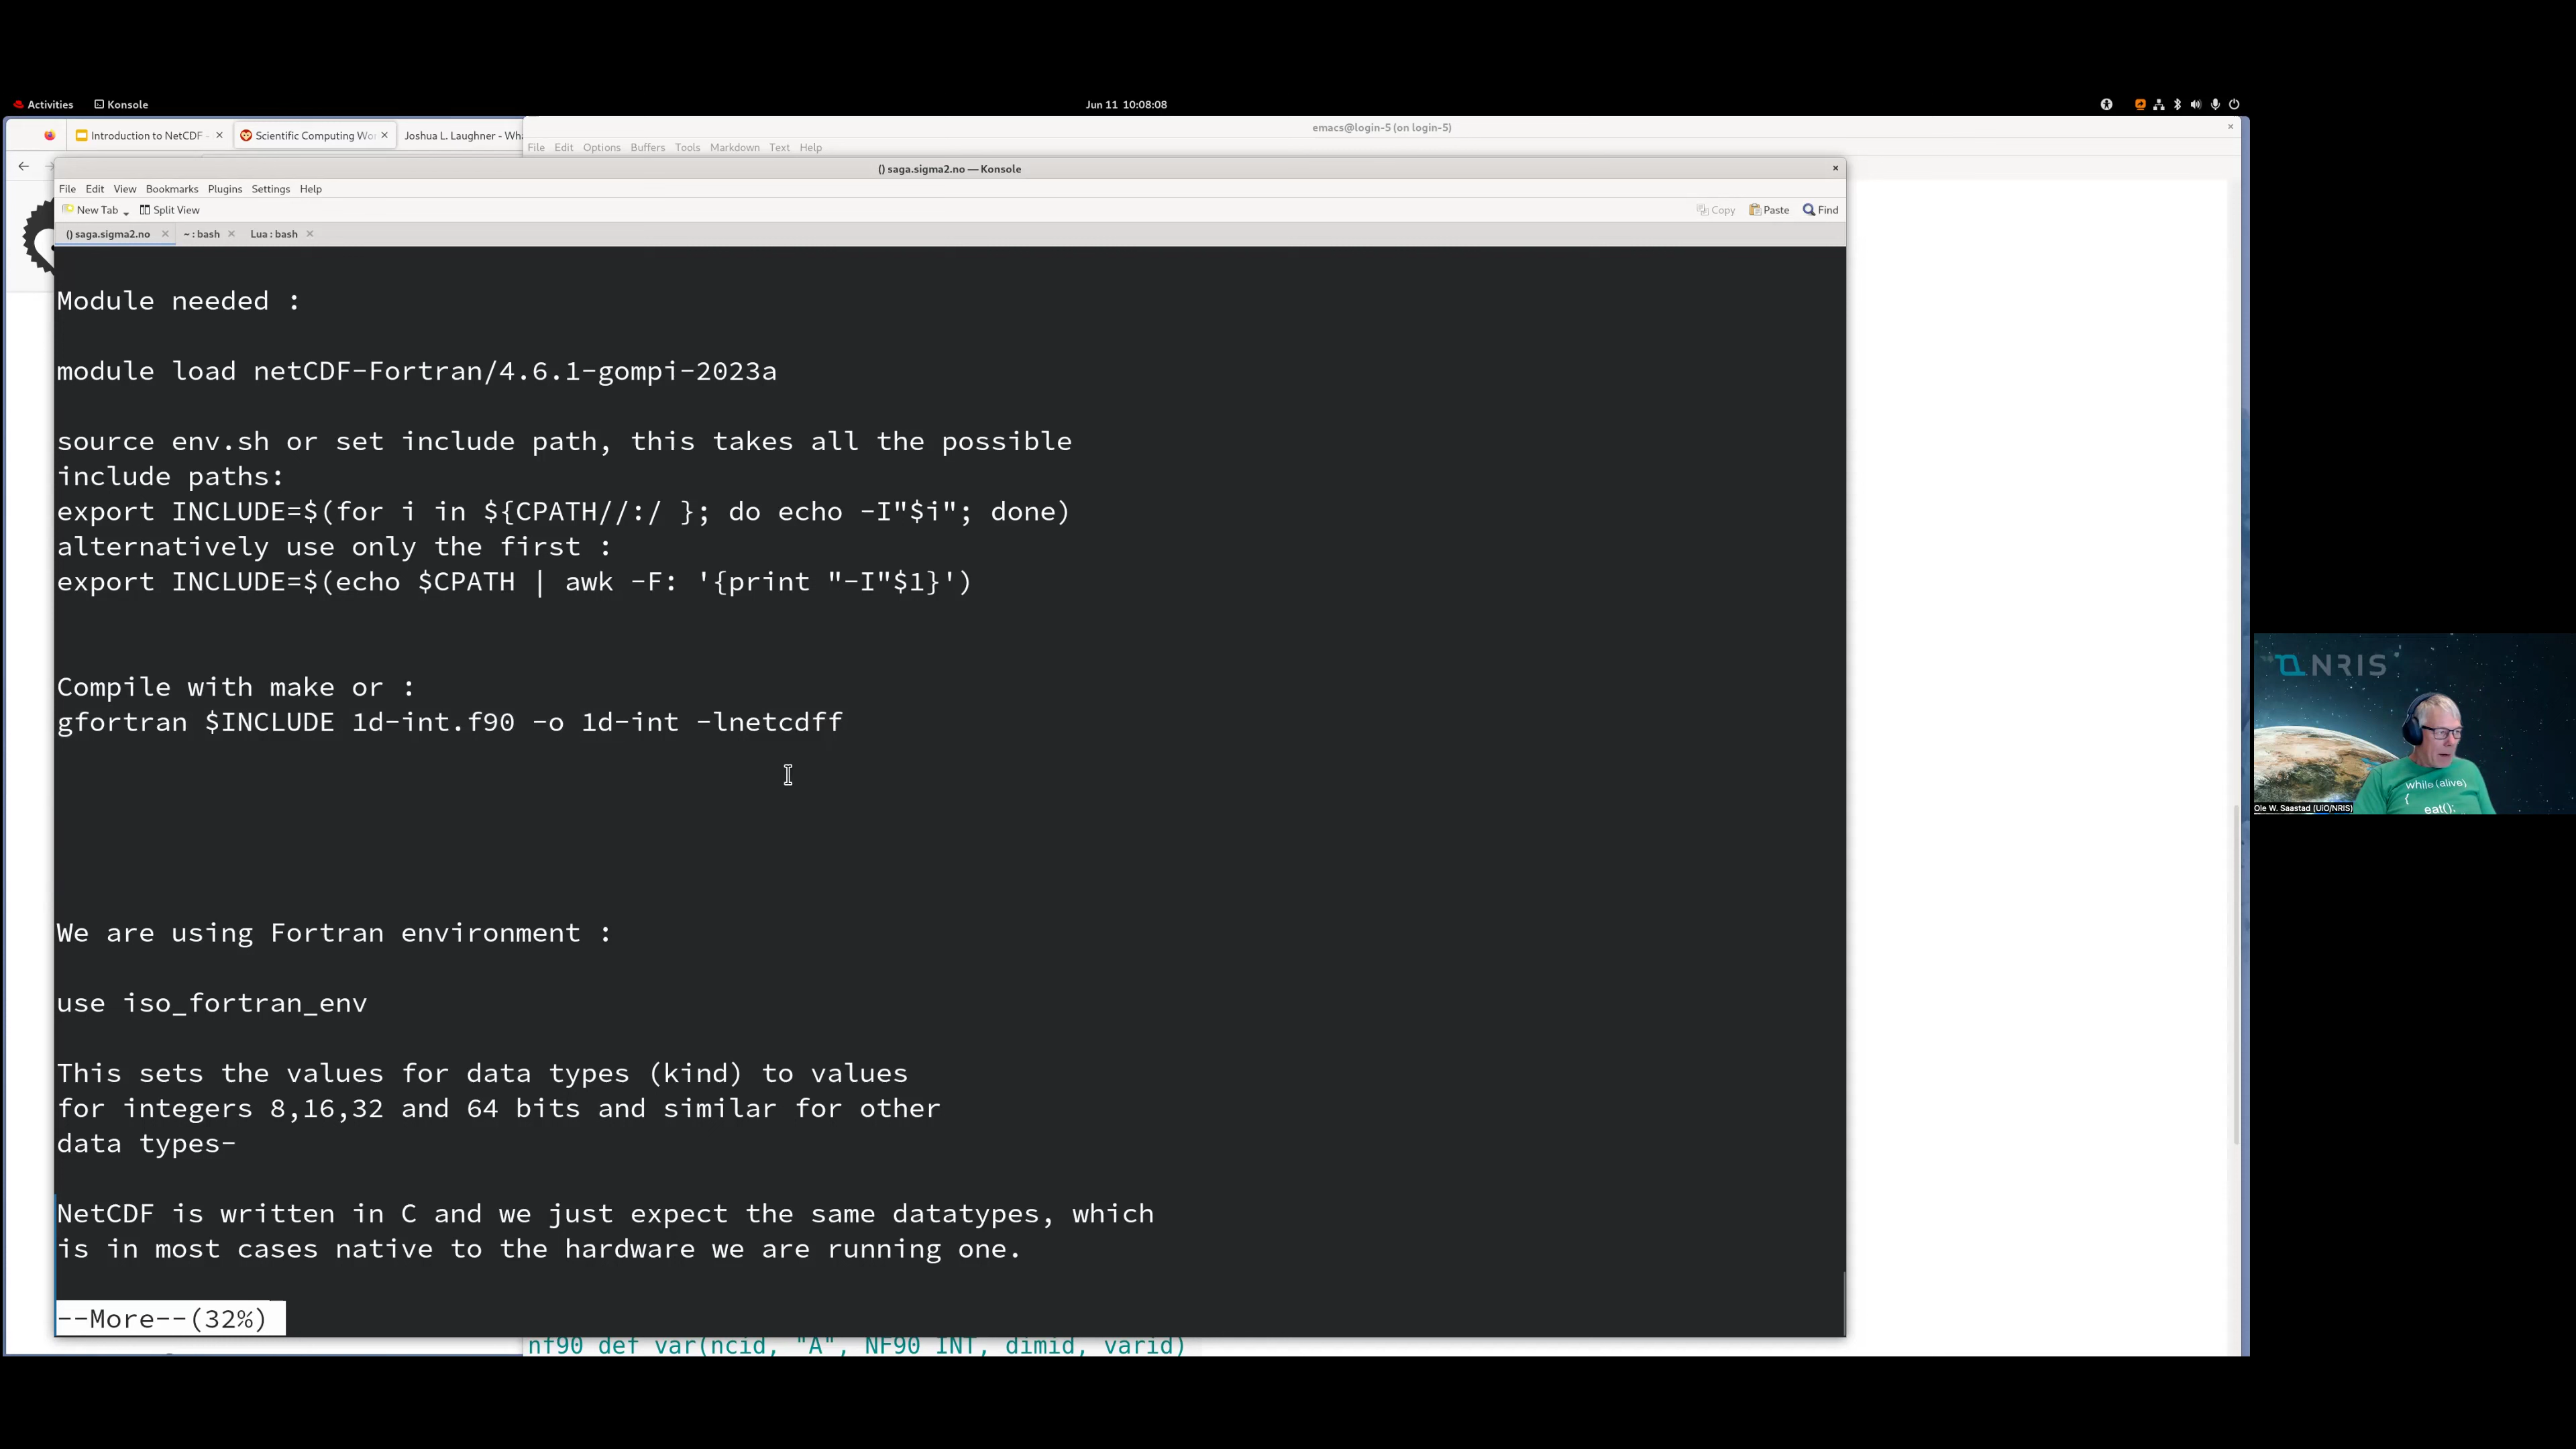 Activities
Konsole
Jun 11 10:08:08
Introduction to NetCDF -
Scientific Computing Wor
Joshua L. Laughner - Wha
emacs@login-5 (on login-5)
File Edit Options Buffers Tools Markdown Text Help
() saga.sigma2.no — Konsole
File Edit View Bookmarks Plugins Settings Help
New Tab
Split View
Copy
Paste
Find
() saga.sigma2.no
~ : bash
Lua : bash
Module needed :
module load netCDF-Fortran/4.6.1-gompi-2023a
source env.sh or set include path, this takes all the possible
include paths:
export INCLUDE=$(for i in ${CPATH//:/ }; do echo -I"$i"; done)
alternatively use only the first :
export INCLUDE=$(echo $CPATH | awk -F: '{print "-I"$1}')
Compile with make or :
gfortran $INCLUDE 1d-int.f90 -o 1d-int -lnetcdff
We are using Fortran environment :
use iso_fortran_env
This sets the values for data types (kind) to values
for integers 8,16,32 and 64 bits and similar for other
data types-
NetCDF is written in C and we just expect the same datatypes, which
is in most cases native to the hardware we are running one.
--More--(32%)
nf90_def_var(ncid, "A", NF90_INT, dimid, varid)
NRIS
while (alive)
{
eat();
Ole W. Saastad (UiO/NRIS)